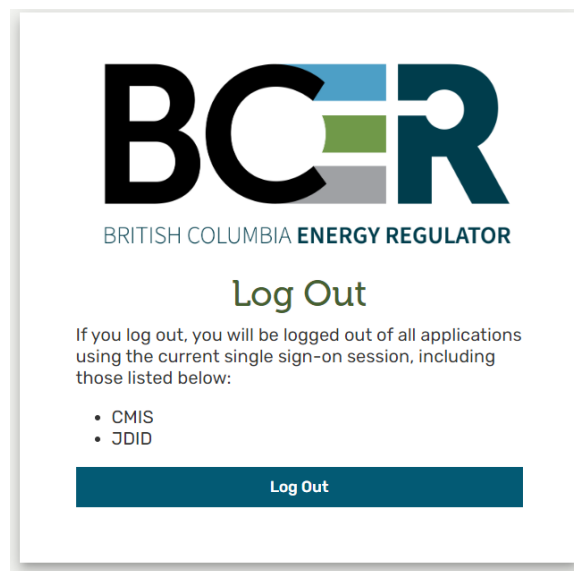 BCER
BRITISH COLUMBIA ENERGY REGULATOR
Log Out
If you log out, you will be logged out of all applications
using the current single sign-on session, including
those listed below:
• CMIS
• JDID
Log Out